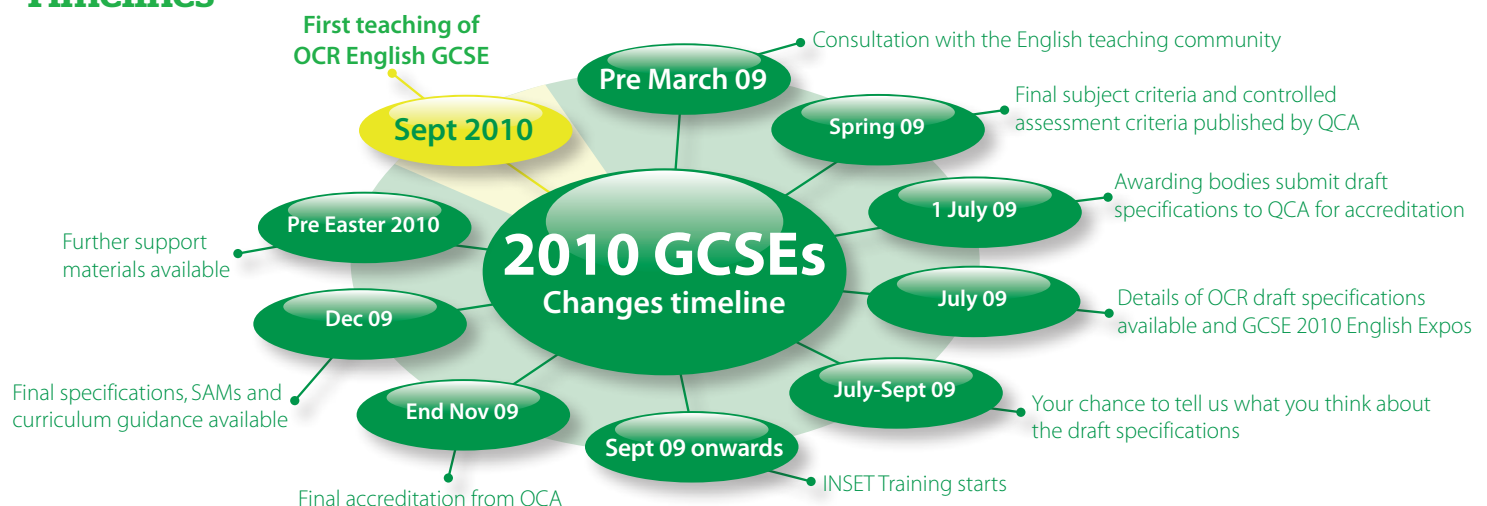 Timelines
First teaching of
OCR English GCSE
Sept 2010
Pre March 09
Consultation with the English teaching community
Spring 09
Final subject criteria and controlled
assessment criteria published by QCA
1 July 09
Awarding bodies submit draft
specifications to QCA for accreditation
July 09
Details of OCR draft specifications
available and GCSE 2010 English Expos
July-Sept 09
Your chance to tell us what you think about
the draft specifications
Sept 09 onwards
INSET Training starts
End Nov 09
Final accreditation from OCA
Dec 09
Final specifications, SAMs and
curriculum guidance available
Pre Easter 2010
Further support
materials available
2010 GCSEs
Changes timeline